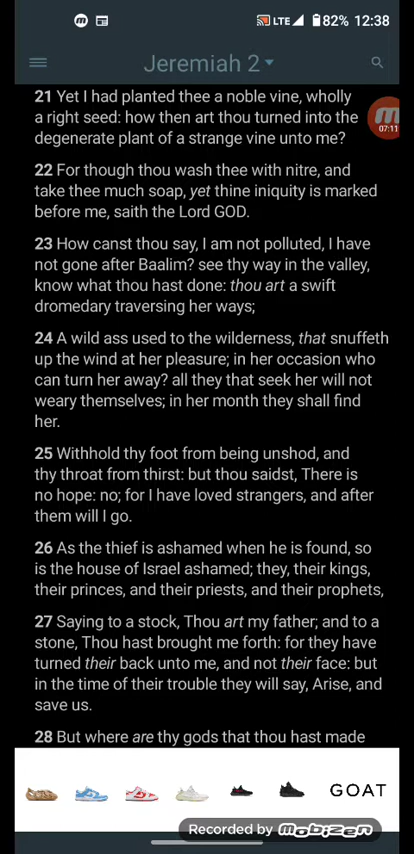 LTE 82% 12:38
Jeremiah 2
21 Yet I had planted thee a noble vine, wholly
a right seed: how then art thou turned into the
degenerate plant of a strange vine unto me?
07:11
22 For though thou wash thee with nitre, and
take thee much soap, yet thine iniquity is marked
before me, saith the Lord GOD.
23 How canst thou say, I am not polluted, I have
not gone after Baalim? see thy way in the valley,
know what thou hast done: thou art a swift
dromedary traversing her ways;
24 A wild ass used to the wilderness, that snuffeth
up the wind at her pleasure; in her occasion who
can turn her away? all they that seek her will not
weary themselves; in her month they shall find
her.
25 Withhold thy foot from being unshod, and
thy throat from thirst: but thou saidst, There is
no hope: no; for I have loved strangers, and after
them will I go.
26 As the thief is ashamed when he is found, so
is the house of Israel ashamed; they, their kings,
their princes, and their priests, and their prophets,
27 Saying to a stock, Thou art my father; and to a
stone, Thou hast brought me forth: for they have
turned their back unto me, and not their face: but
in the time of their trouble they will say, Arise, and
save us.
28 But where are thy gods that thou hast made
GOAT
Recorded by mobizen